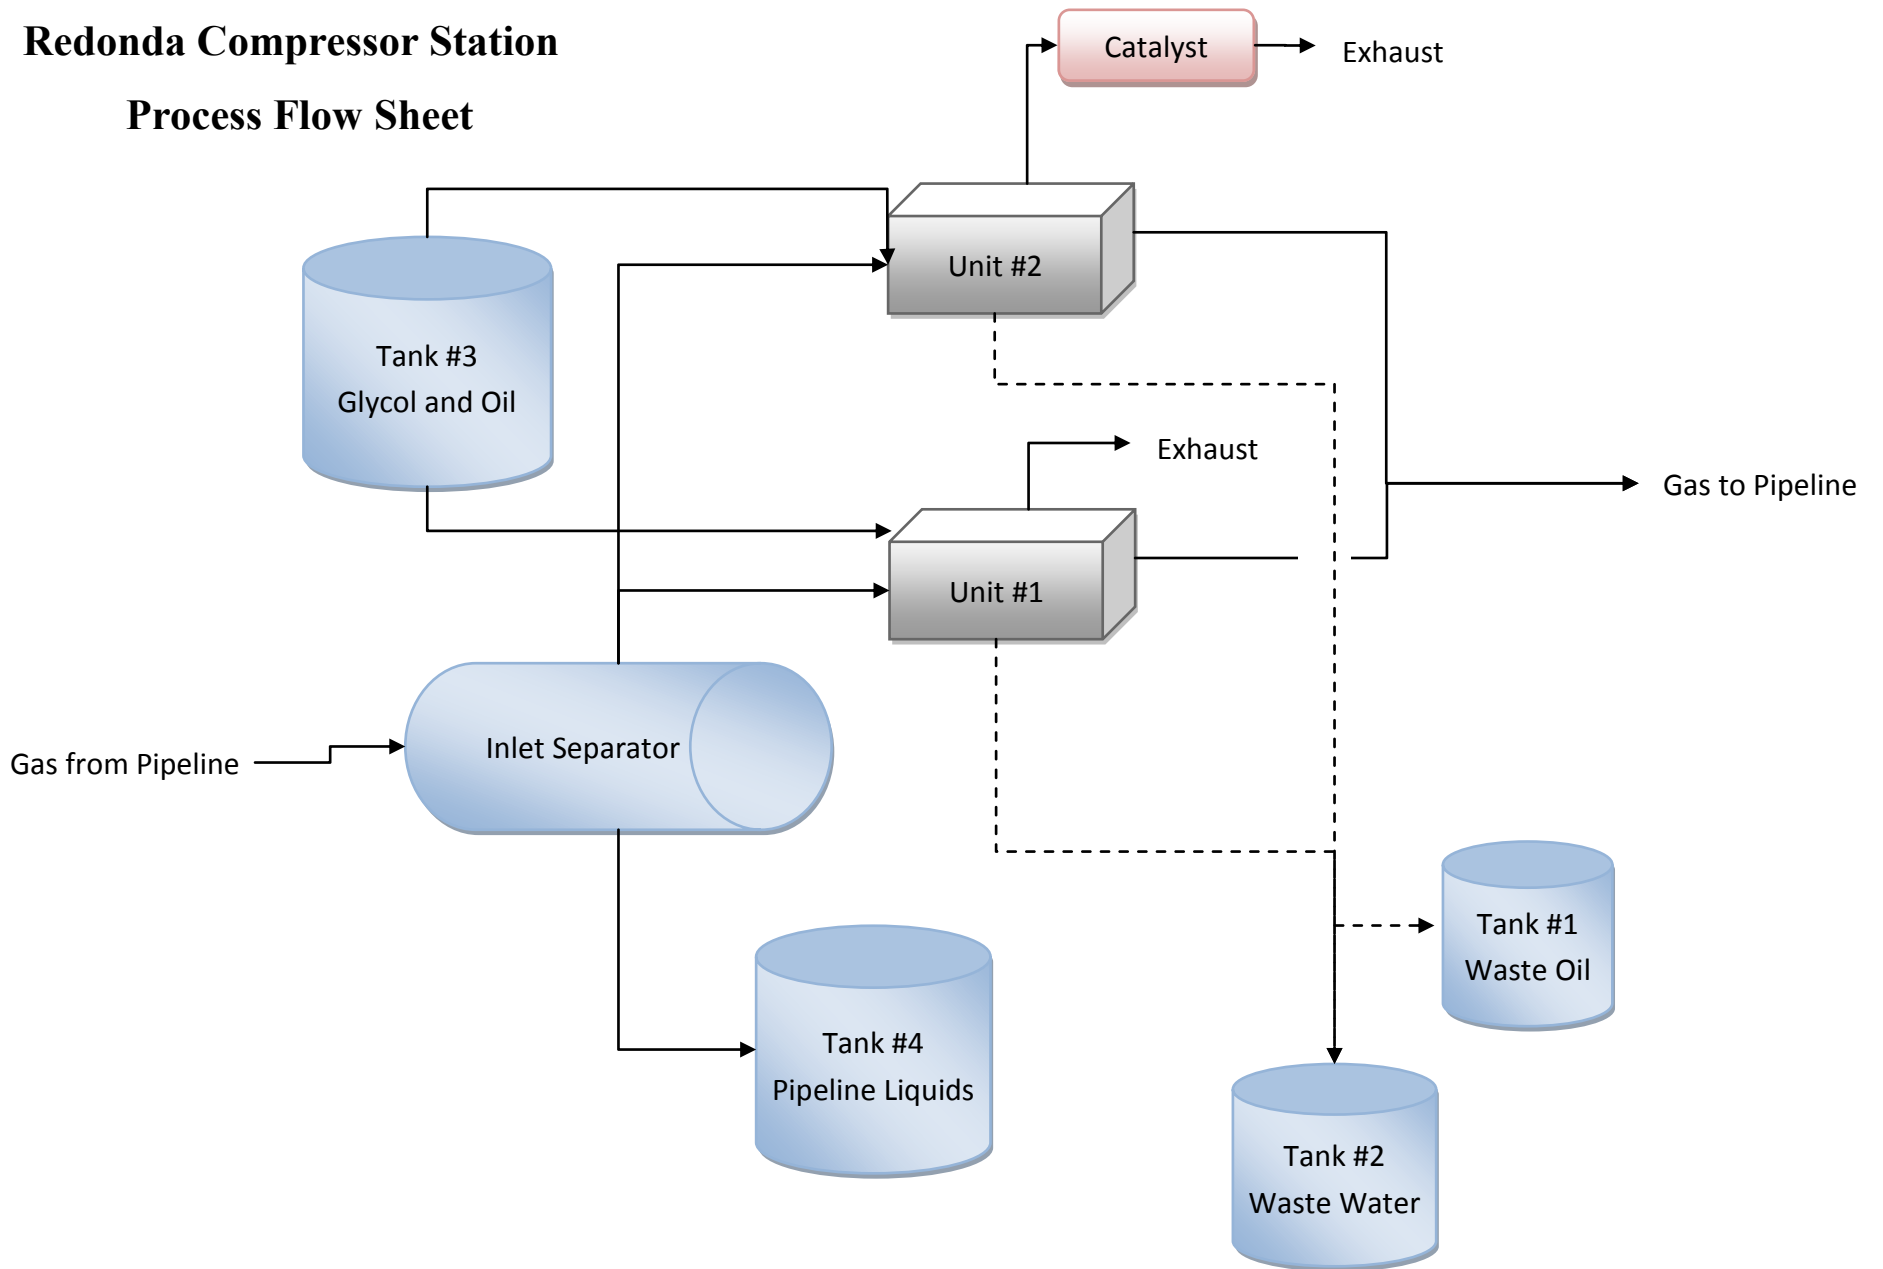 Redonda Compressor Station
Process Flow Sheet
Catalyst
Exhaust
Unit #2
Tank #3
Glycol and Oil
Exhaust
Gas to Pipeline
Unit #1
Inlet Separator
Gas from Pipeline
Tank #1
Waste Oil
Tank #4
Pipeline Liquids
Tank #2
Waste Water